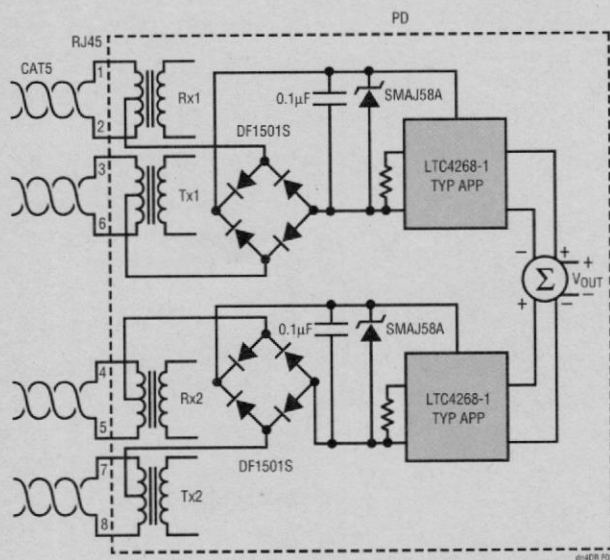 PD
RJ45
CAT5
1
2
Rx1
3
6
Tx1
DF1501S
0.1µF
SMAJ58A
LTC4268-1
TYP APP
–
+
+
Σ
VOUT
+
–
–
4
5
Rx2
7
8
Tx2
DF1501S
0.1µF
SMAJ58A
LTC4268-1
TYP APP